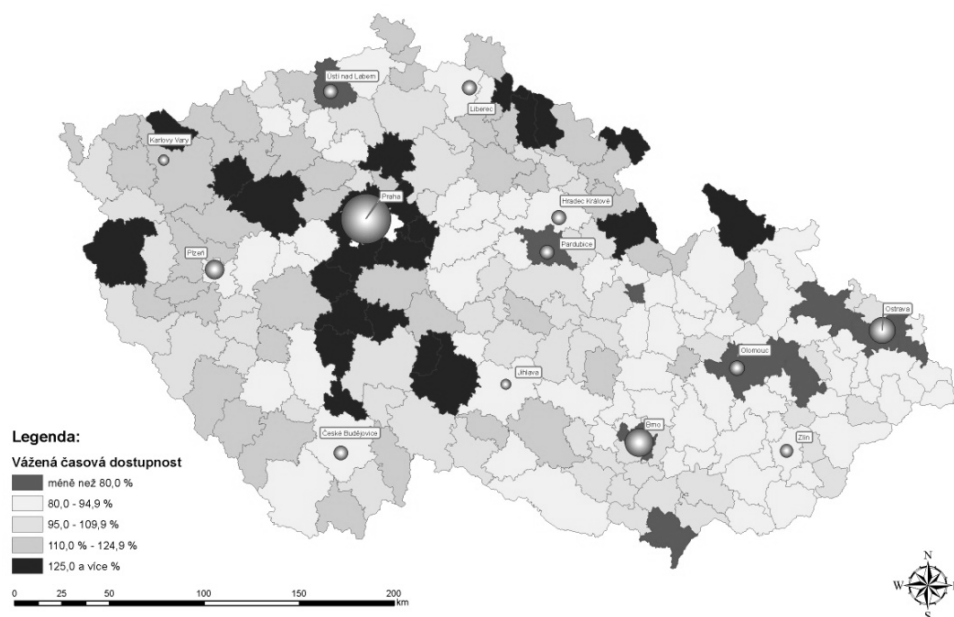 Ústí nad Labem
Liberec
Karlovy Vary
Praha
Hradec Králové
Pardubice
Plzeň
Ostrava
Olomouc
Jihlava
Brno
České Budějovice
Zlín
Legenda:
Vážená časová dostupnost
méně než 80,0 %
80,0 - 94,9 %
95,0 - 109,9 %
110,0 % - 124,9 %
125,0 a více %
0 25 50 100 150 200
km
N
W E
S